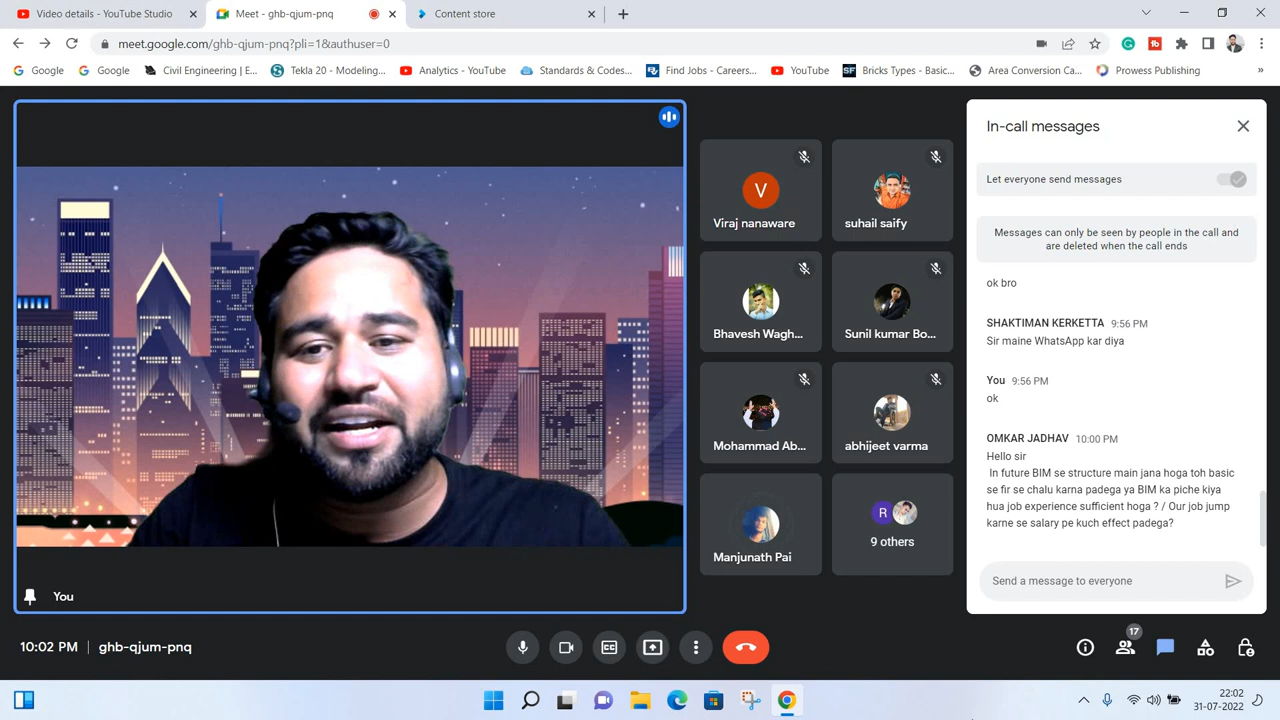 Video details - YouTube Studio
Meet - ghb-qjum-pnq
Content store
meet.google.com/ghb-qjum-pnq?pli=1&authuser=0
Google
Google
Civil Engineering | E...
Tekla 20 - Modeling...
Analytics - YouTube
Standards & Codes...
Find Jobs - Careers...
YouTube
SF
Bricks Types - Basic...
Area Conversion Ca...
Prowess Publishing
»
V
Viraj nanaware
suhail saify
Bhavesh Wagh...
Sunil kumar Bo...
Mohammad Ab...
abhijeet varma
Manjunath Pai
R
9 others
You
In-call messages
Let everyone send messages
Messages can only be seen by people in the call and
are deleted when the call ends
ok bro
SHAKTIMAN KERKETTA 9:56 PM
Sir maine WhatsApp kar diya
You 9:56 PM
ok
OMKAR JADHAV 10:00 PM
Hello sir
In future BIM se structure main jana hoga toh basic
se fir se chalu karna padega ya BIM ka piche kiya
hua job experience sufficient hoga ? / Our job jump
karne se salary pe kuch effect padega?
Send a message to everyone
10:02 PM | ghb-qjum-pnq
CC
17
22:02
31-07-2022